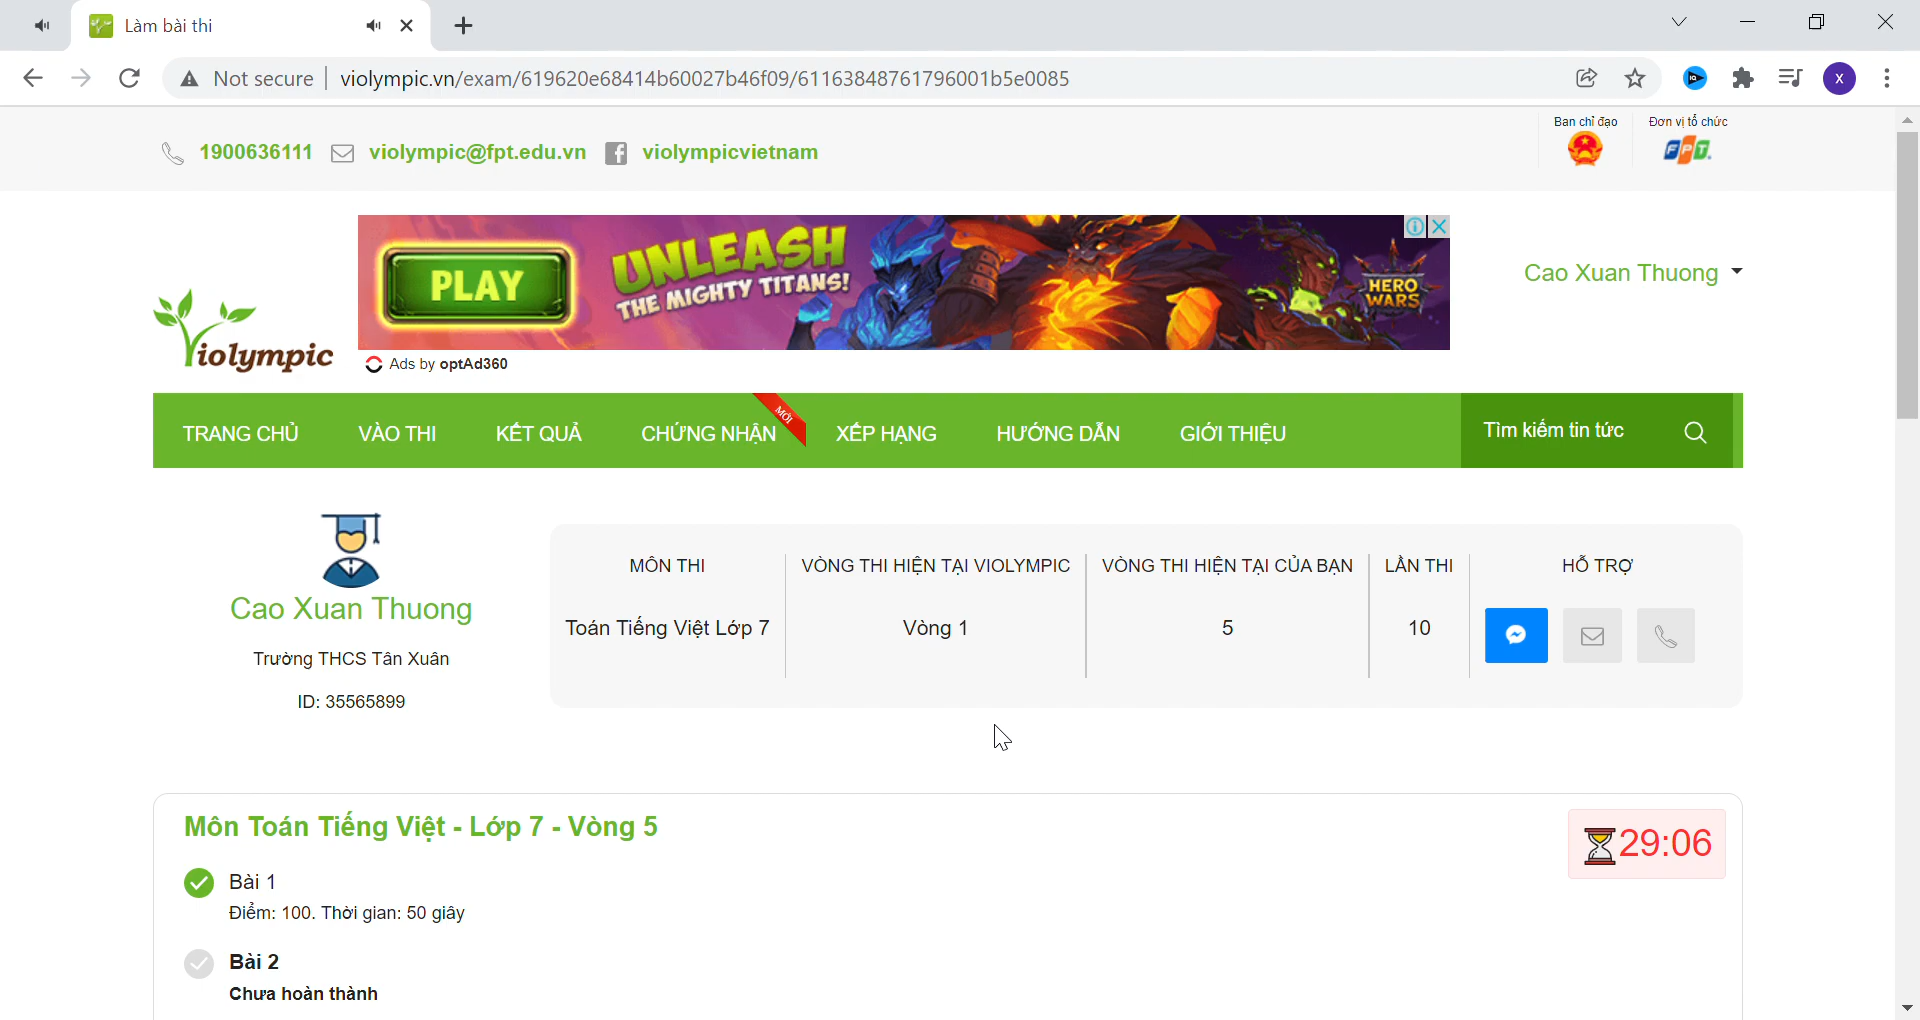 Làm bài thi
Not secure
violympic.vn/exam/619620e68414b60027b46f09/61163848761796001b5e0085
X
1900636111
violympic@fpt.edu.vn
violympicvietnam
Ban chỉ đạo
Đơn vị tổ chức
FPT
PLAY
UNLEASH
THE MIGHTY TITANS!
HERO
WARS
Cao Xuan Thuong
Violympic
Ads by optAd360
TRANG CHỦ
VÀO THI
KẾT QUẢ
CHỨNG NHẬN
MỚI
XẾP HẠNG
HƯỚNG DẪN
GIỚI THIỆU
Tìm kiếm tin tức
Cao Xuan Thuong
Trường THCS Tân Xuân
ID: 35565899
MÔN THI
VÒNG THI HIỆN TẠI VIOLYMPIC
VÒNG THI HIỆN TẠI CỦA BẠN
LẦN THI
HỖ TRỢ
Toán Tiếng Việt Lớp 7
Vòng 1
5
10
Môn Toán Tiếng Việt - Lớp 7 - Vòng 5
29:06
Bài 1
Điểm: 100. Thời gian: 50 giây
Bài 2
Chưa hoàn thành